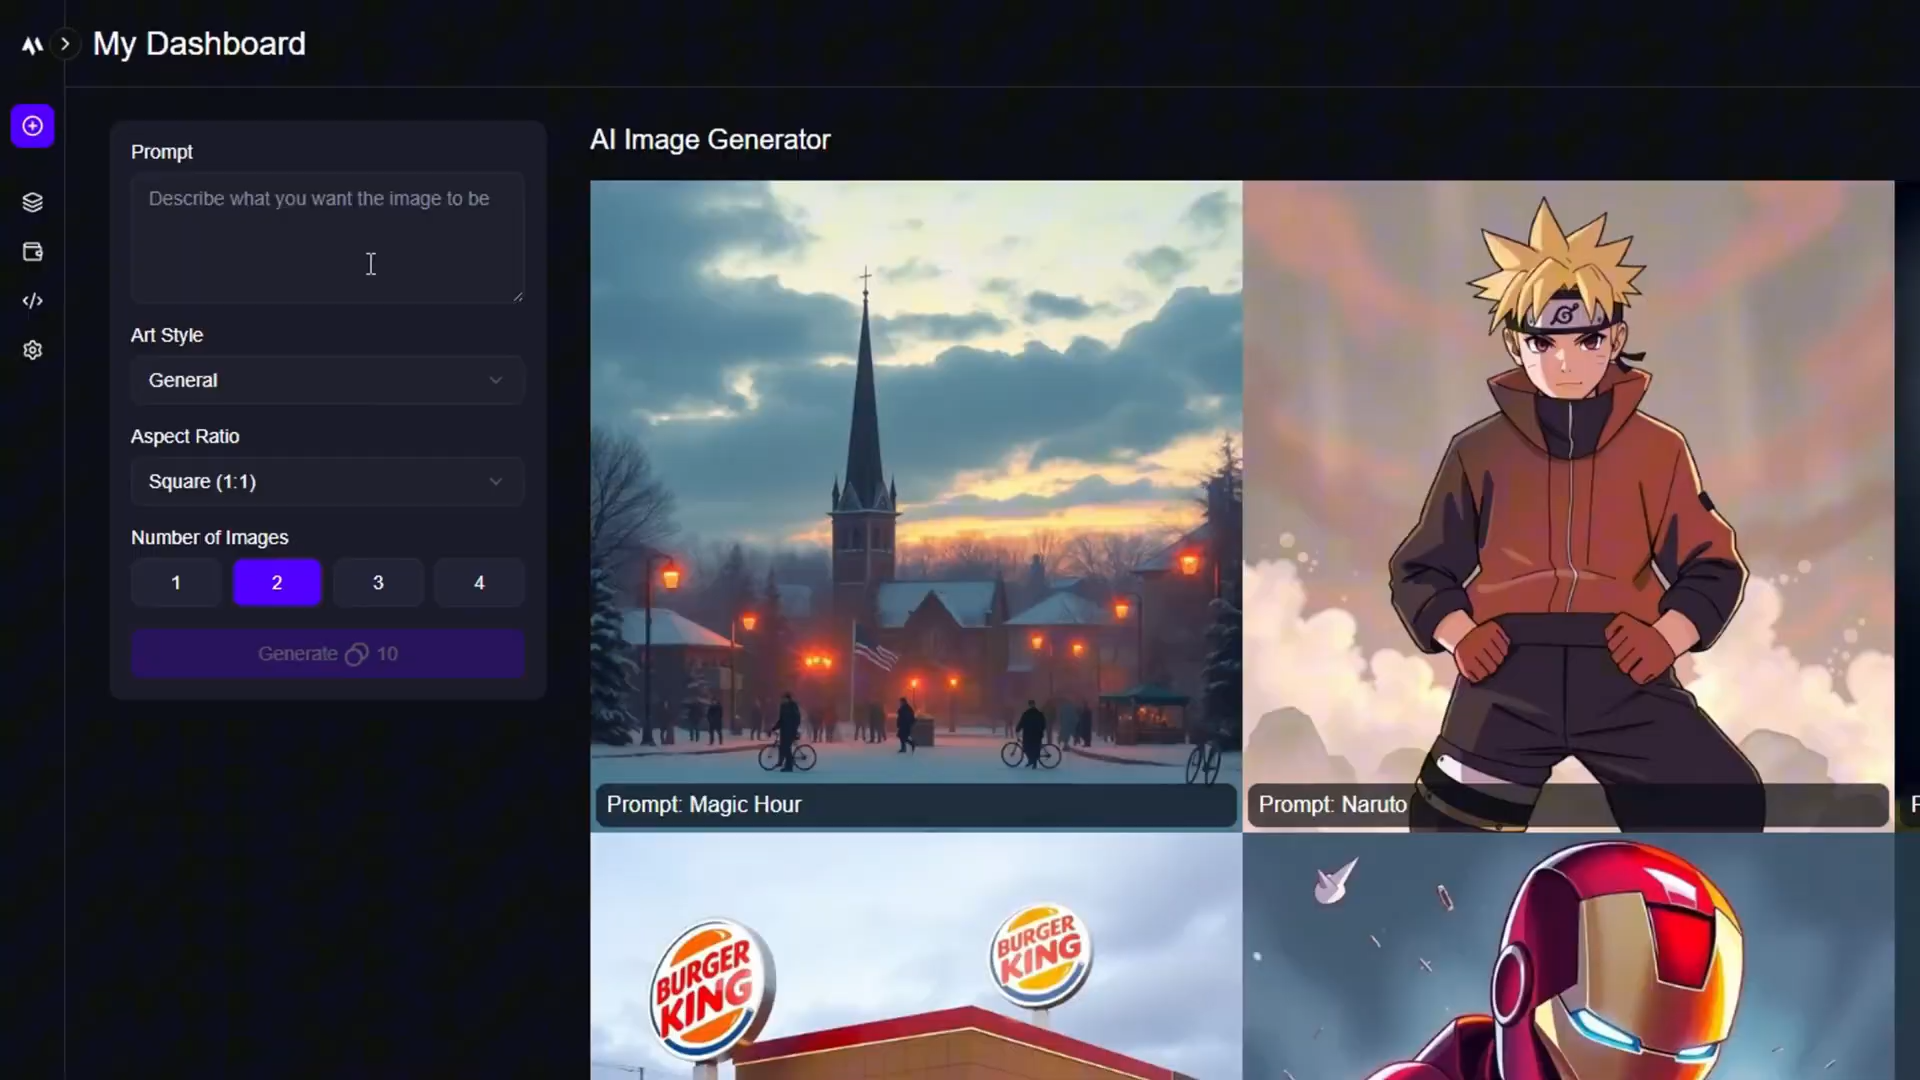 My Dashboard
Prompt
Describe what you want the image to be
Art Style
General
Aspect Ratio
Square (1:1)
Number of Images
1 2 3 4
Generate 10
AI Image Generator
Prompt: Magic Hour
Prompt: Naruto
BURGER
KING
BURGER
KING